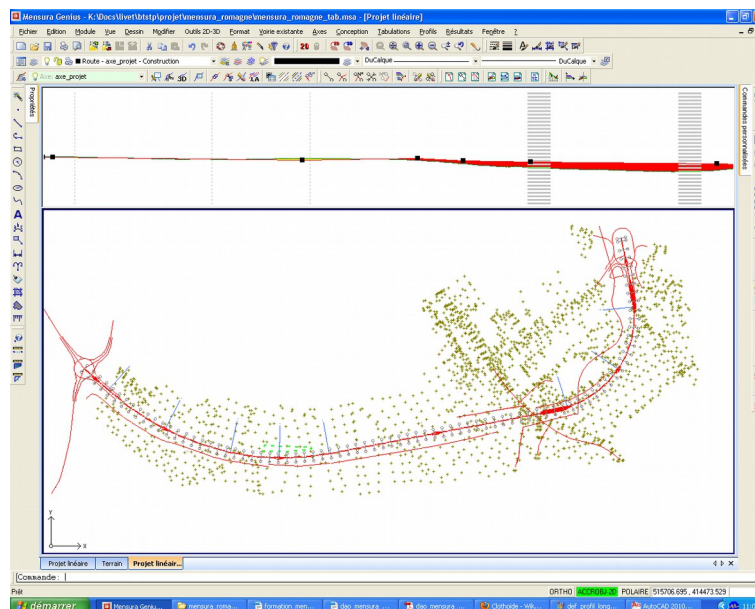 Mensura Genius - K:\Docs\livet\btstp\projet\mensura_romagne\mensura_romagne_tab.msa - [Projet linéaire]
Fichier Edition Module Vue Dessin Modifier Outils 2D-3D Format Voirie existante Axes Conception Tabulations Profils Résultats Fenêtre ?
Route - axe_projet - Construction DuCalque DuCalque
Axe: axe_projet
Propriétés
Commandes personnalisées
Y
X
Projet linéaire Terrain Projet linéair...
Commande:
Prêt ORTHO ACCROBJ-2D POLAIRE 515706.695, 414473.529
démarrer Mensura Geniu... mensura_roma... formation_men... dao_mensura_... dao_mensura_... Clothoïde - Wik... def_profil_long... AutoCAD 2010...